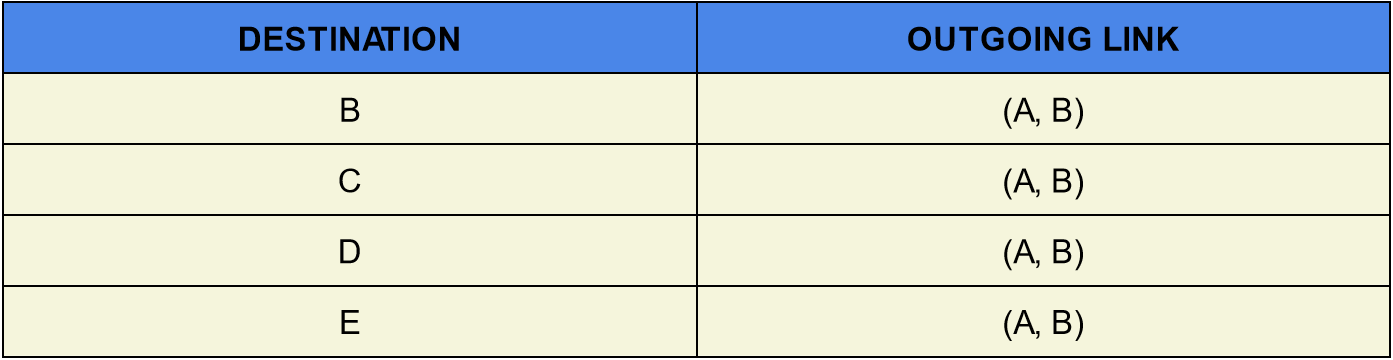 DESTINATION OUTGOING LINK
B (A, B)
C (A, B)
D (A, B)
E (A, B)